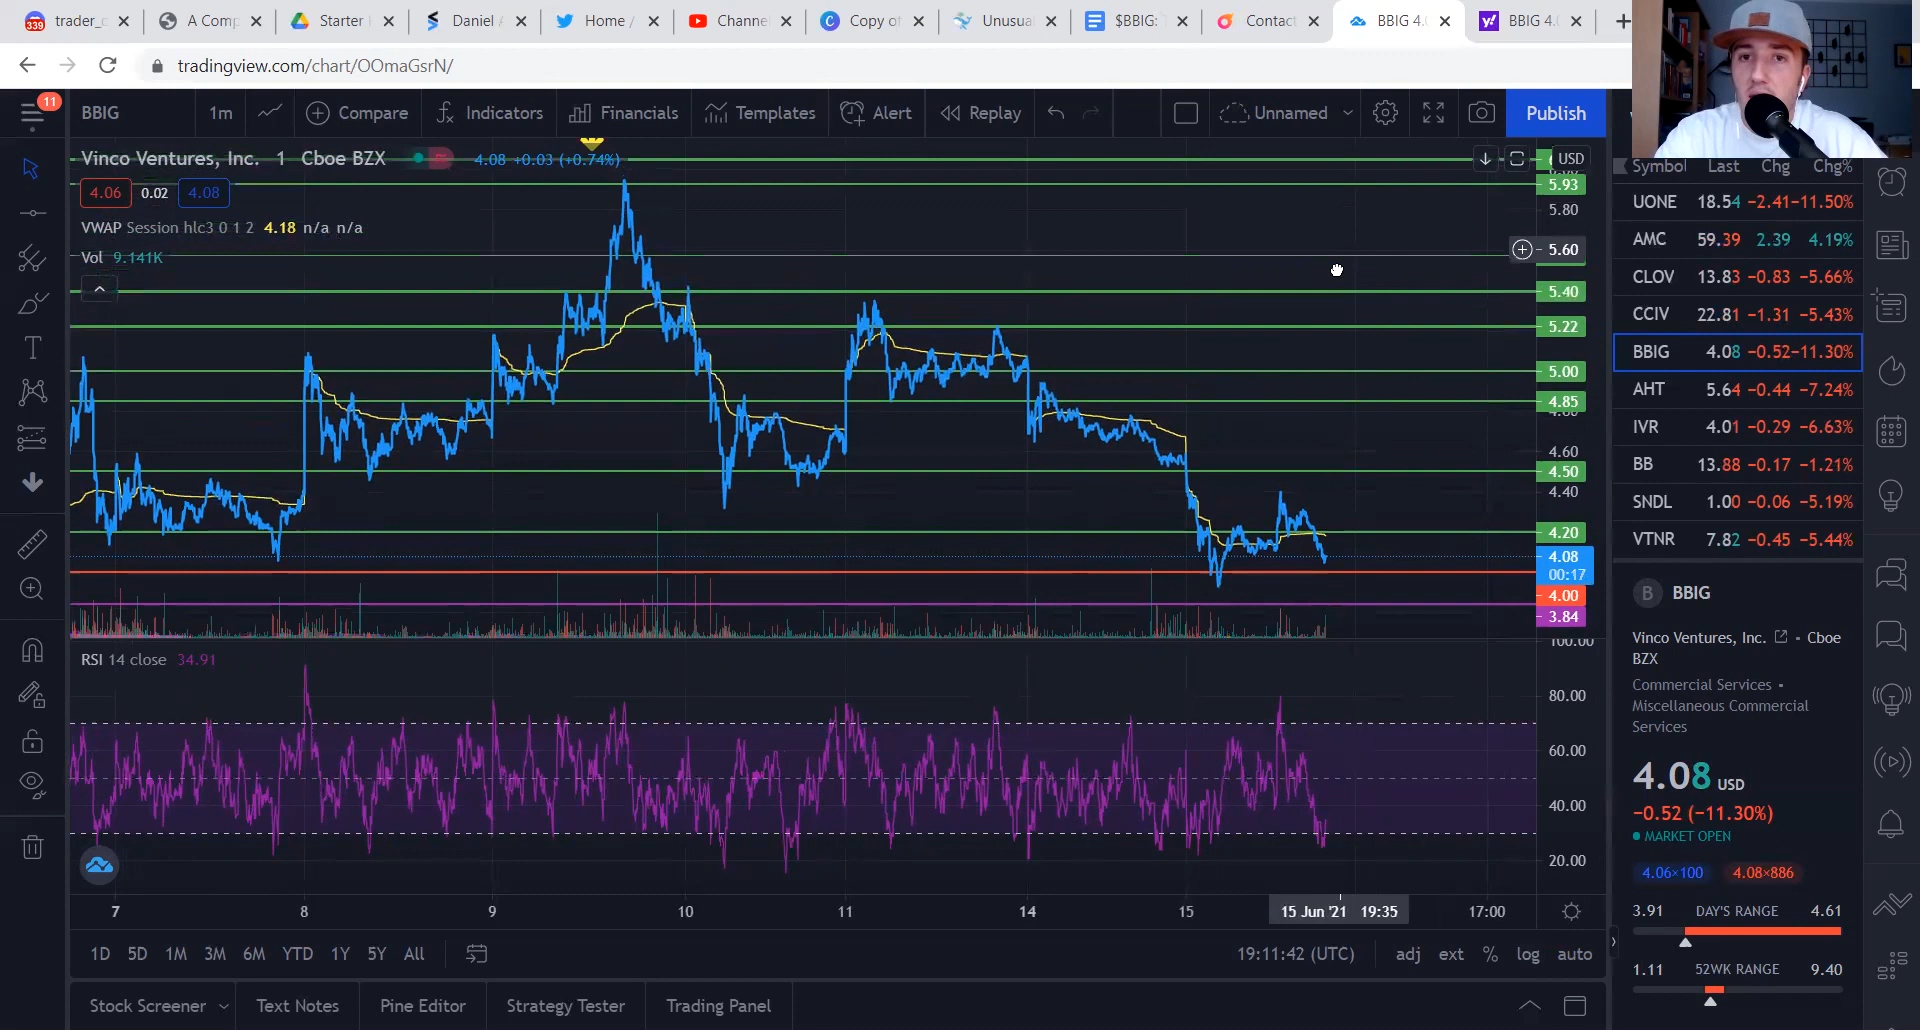 339 trader_ A Comp Starter Daniel Home / Channe Copy of Unusua $BBIG: Contact BBIG 4. BBIG 4.
tradingview.com/chart/OOmaGsrN/
11 BBIG 1m Compare Indicators Financials Templates Alert Replay Unnamed Publish
Vinco Ventures, Inc. 1 Cboe BZX 4.08 +0.03 (+0.74%) USD
4.06 0.02 4.08
VWAP Session hlc3 0 1 2 4.18 n/a n/a
Vol 9.141K
5.93
5.80
5.60
5.40
5.22
5.00
4.85
4.60
4.50
4.40
4.20
4.08
00:17
4.00
3.84
RSI 14 close 34.91
100.00
80.00
60.00
40.00
20.00
7 8 9 10 11 14 15 15 Jun '21 19:35 17:00
1D 5D 1M 3M 6M YTD 1Y 5Y All 19:11:42 (UTC) adj ext % log auto
Stock Screener Text Notes Pine Editor Strategy Tester Trading Panel
Symbol Last Chg Chg%
UONE 18.54 −2.41 −11.50%
AMC 59.39 2.39 4.19%
CLOV 13.83 −0.83 −5.66%
CCIV 22.81 −1.31 −5.43%
BBIG 4.08 −0.52 −11.30%
AHT 5.64 −0.44 −7.24%
IVR 4.01 −0.29 −6.63%
BB 13.88 −0.17 −1.21%
SNDL 1.00 −0.06 −5.19%
VTNR 7.82 −0.45 −5.44%
B BBIG
Vinco Ventures, Inc. • Cboe
BZX
Commercial Services •
Miscellaneous Commercial
Services
4.08 USD
−0.52 (−11.30%)
MARKET OPEN
4.06×100 4.08×886
3.91 DAY'S RANGE 4.61
1.11 52WK RANGE 9.40